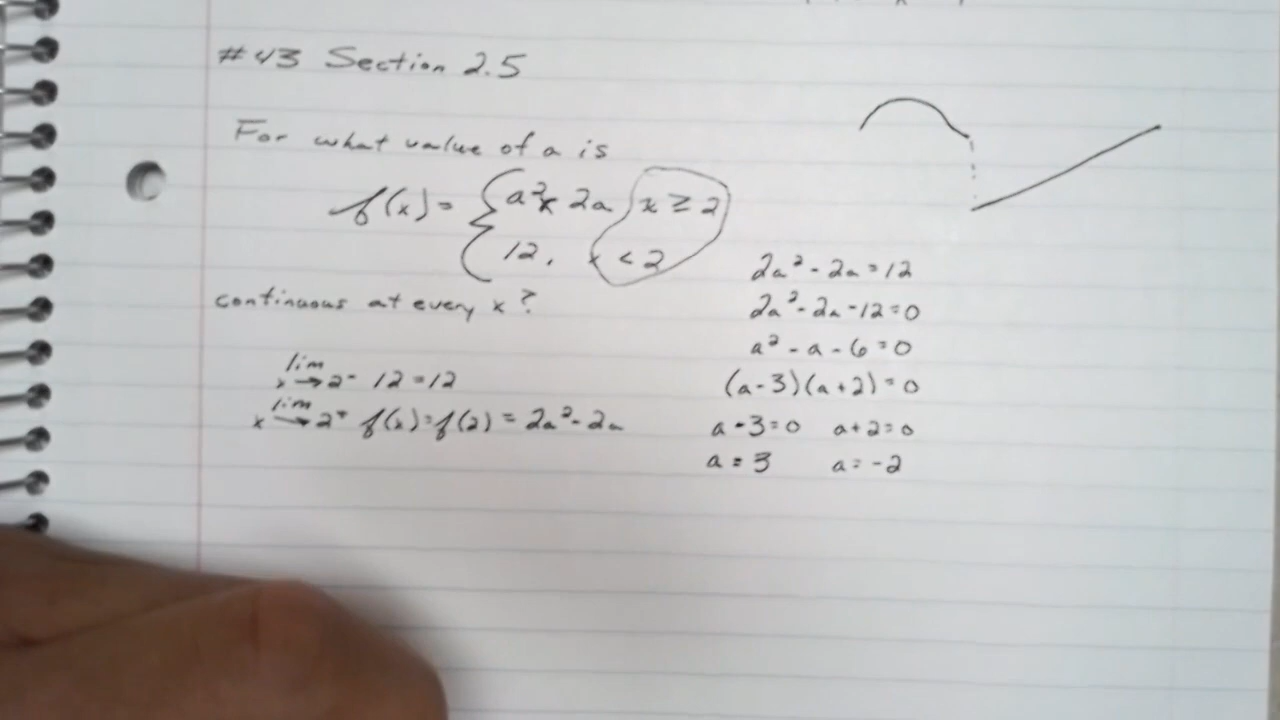 #43 Section 2.5
For what value of a is
f(x) = { a²x 2a, x ≥ 2
12, x < 2
continuous at every x?
lim x→2⁻ 12 = 12
lim x→2⁺ f(x) = f(2) = 2a² - 2a
2a² - 2a = 12
2a² - 2a - 12 = 0
a² - a - 6 = 0
(a - 3)(a + 2) = 0
a - 3 = 0 a + 2 = 0
a = 3 a = -2